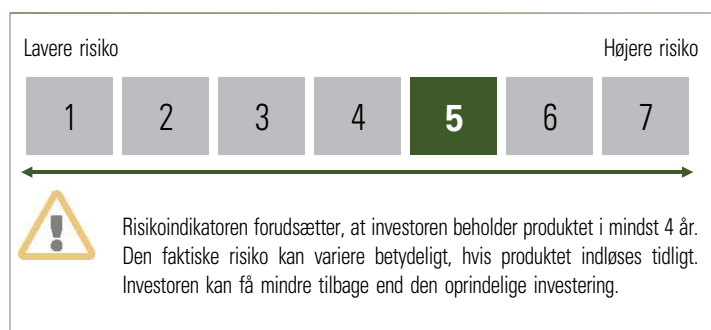 Lavere risiko Højere risiko
1 2 3 4 5 6 7
Risikoindikatoren forudsætter, at investoren beholder produktet i mindst 4 år.
Den faktiske risiko kan variere betydeligt, hvis produktet indløses tidligt.
Investoren kan få mindre tilbage end den oprindelige investering.